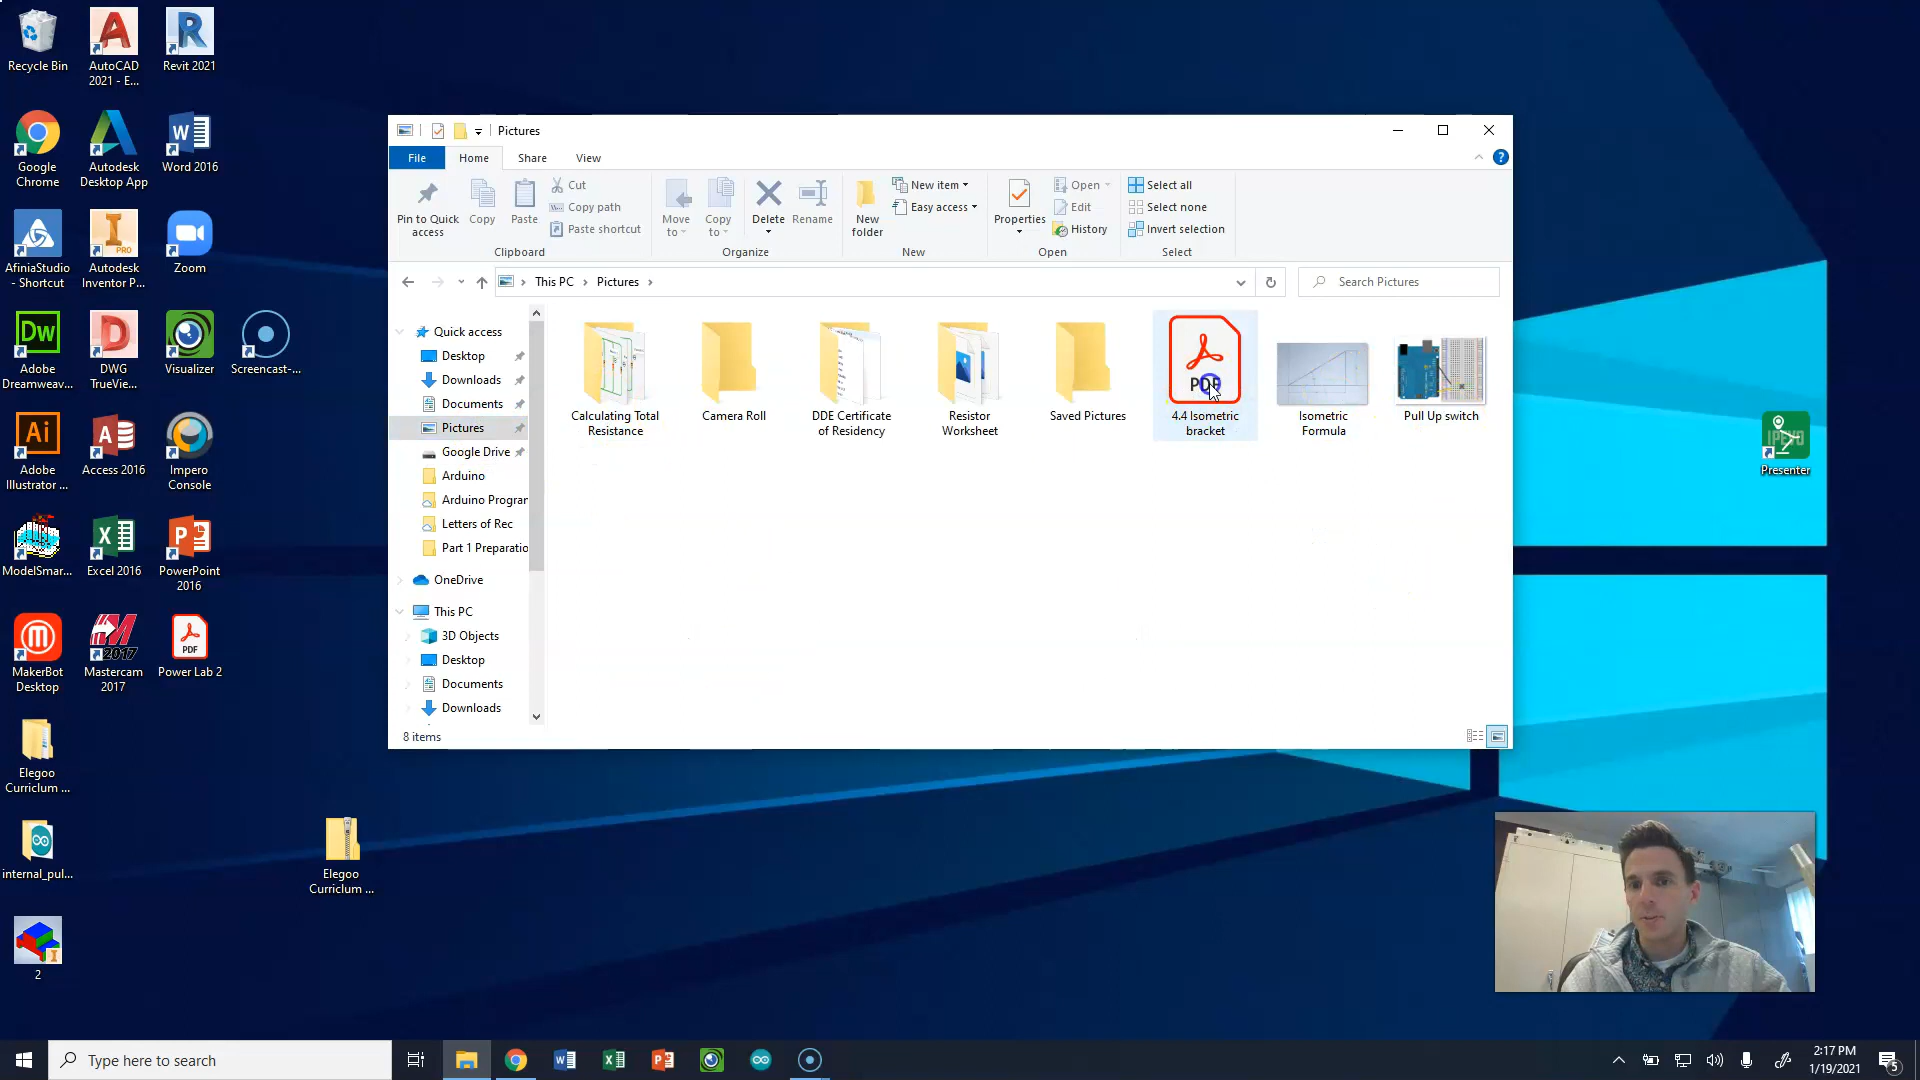 Recycle Bin
AutoCAD
2021 - E...
Revit 2021
Google
Chrome
Autodesk
Desktop App
Word 2016
AfiniaStudio
- Shortcut
Autodesk
Inventor P...
Zoom
Adobe
Dreamweav...
DWG
TrueView...
Visualizer
Screencast-...
Adobe
Illustrator ...
Access 2016
Impero
Console
ModelSmar...
Excel 2016
PowerPoint
2016
MakerBot
Desktop
Mastercam
2017
PDF
Power Lab 2
Elegoo
Curriclum ...
internal_pul...
Elegoo
Curriclum ...
2
Pictures
File
Home
Share
View
Pin to Quick
access
Copy
Paste
Cut
Copy path
Paste shortcut
Clipboard
Move
to
Copy
to
Delete
Rename
Organize
New
folder
New item
Easy access
New
Properties
Open
Edit
History
Open
Select all
Select none
Invert selection
Select
This PC
Pictures
Search Pictures
Quick access
Desktop
Downloads
Documents
Pictures
Google Drive
Arduino
Arduino Progran
Letters of Rec
Part 1 Preparatio
OneDrive
This PC
3D Objects
Desktop
Documents
Downloads
Calculating Total
Resistance
Camera Roll
DDE Certificate
of Residency
Resistor
Worksheet
Saved Pictures
PDF
4.4 Isometric
bracket
Isometric
Formula
Pull Up switch
8 items
IPEVO
Presenter
Type here to search
2:17 PM
1/19/2021
5